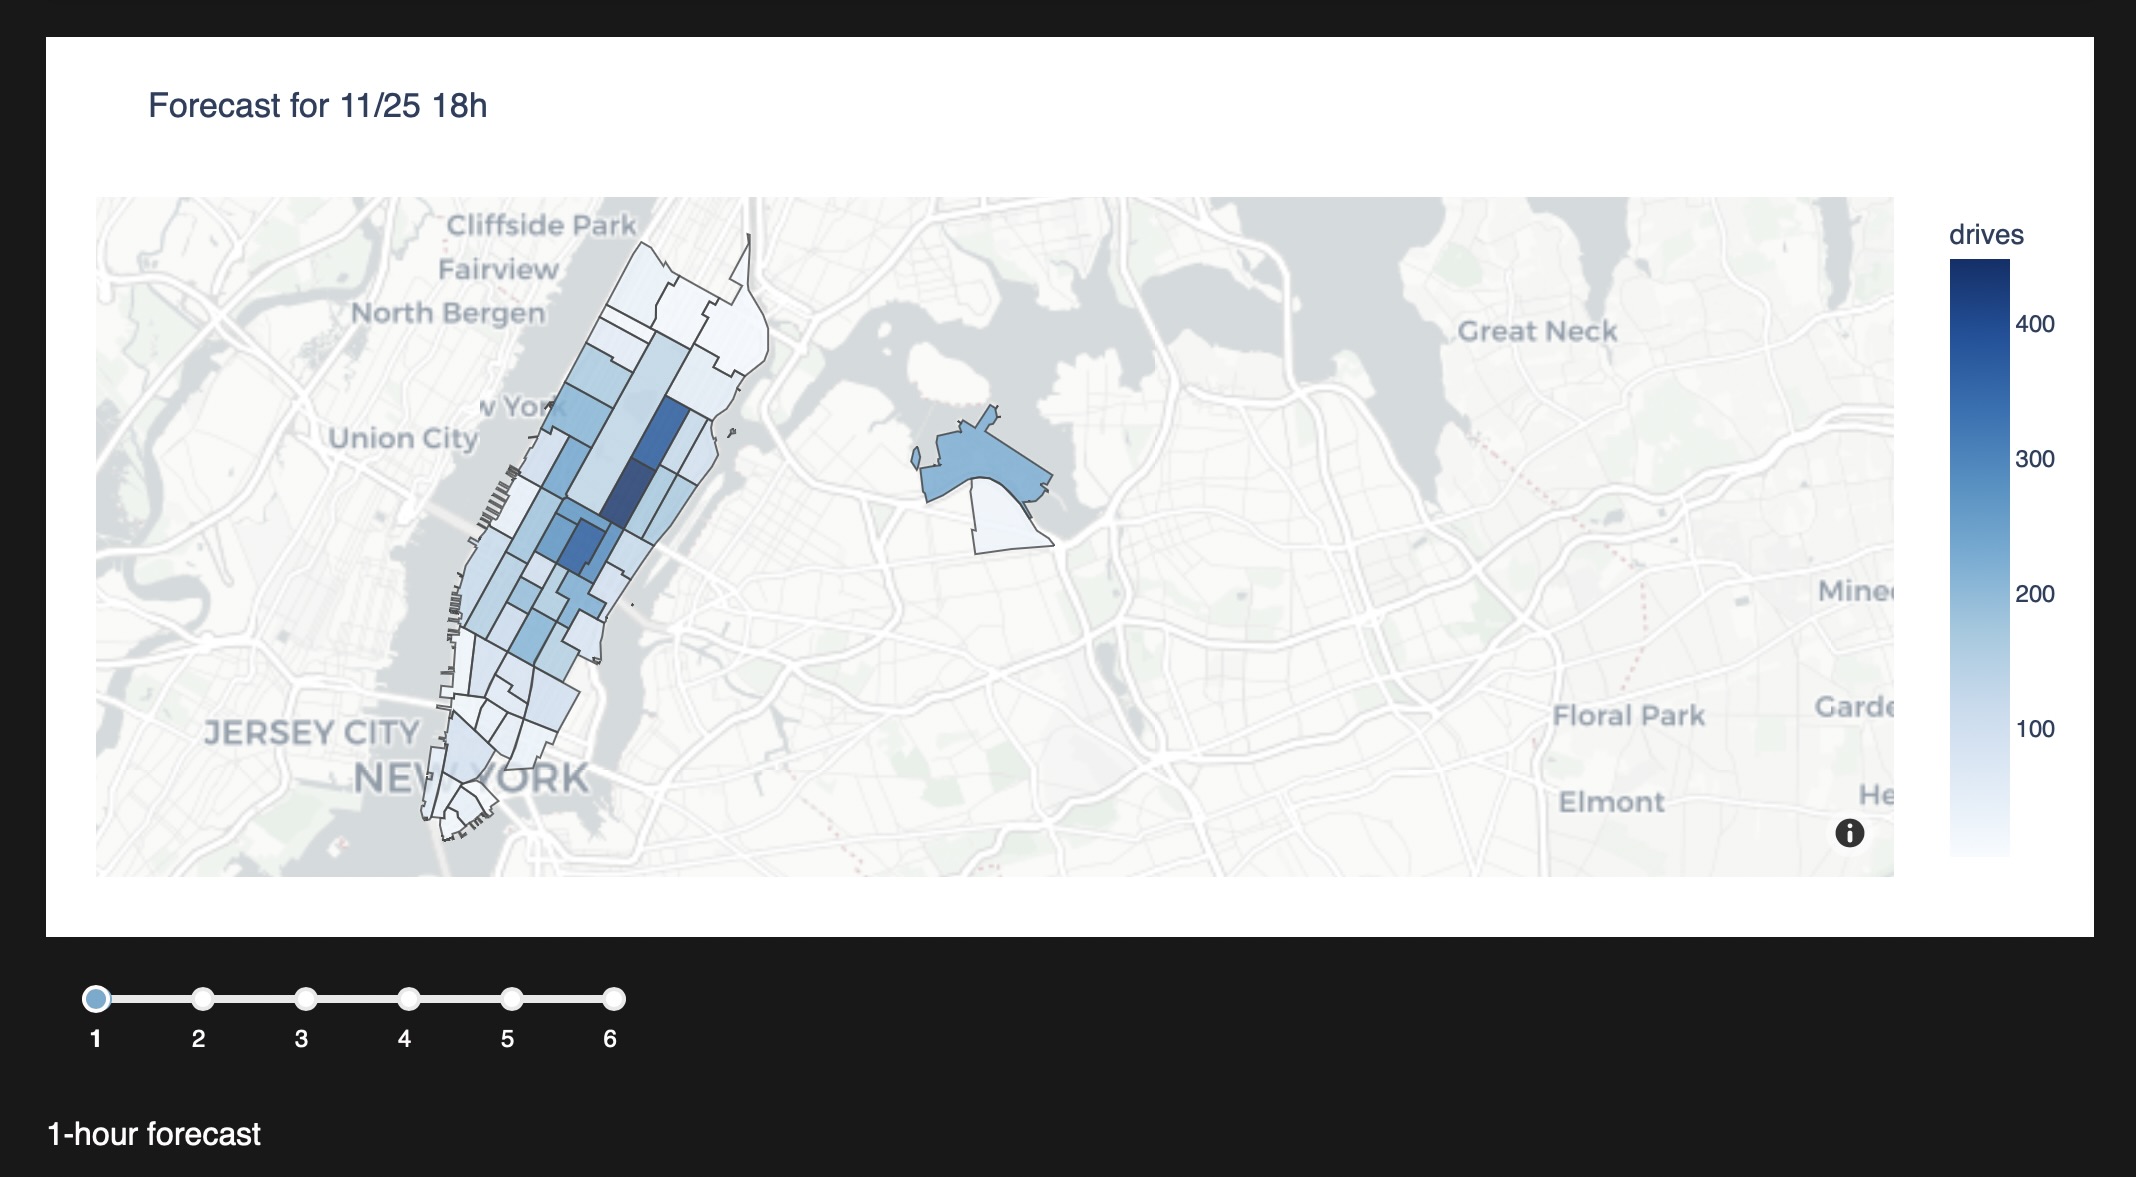 Forecast for 11/25 18h
drives
400
300
200
100
Cliffside Park
Fairview
North Bergen
Great Neck
w York
Union City
Mine
JERSEY CITY
Garde
Floral Park
NEW YORK
Elmont
He
i
1
2
3
4
5
6
1-hour forecast